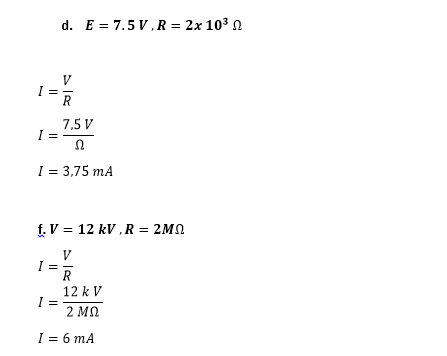 d. E = 7.5 V , R = 2x 10³ Ω
I = V/R
I = 7,5 V/Ω
I = 3,75 mA
f. V = 12 kV , R = 2MΩ
I = V/R
I = 12 k V/2 MΩ
I = 6 mA